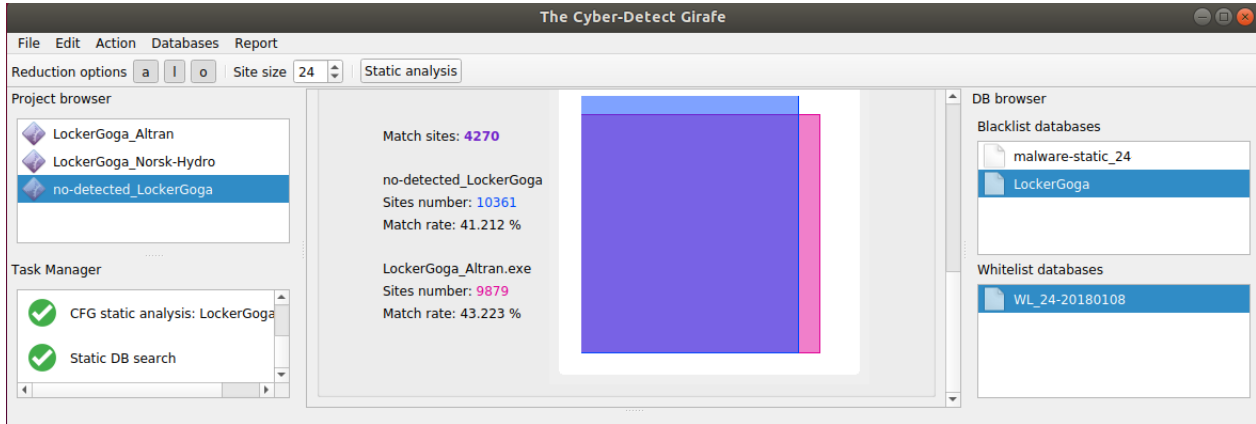 The Cyber-Detect Girafe
File Edit Action Databases Report
Reduction options a l o Site size 24 Static analysis
Project browser
LockerGoga_Altran
LockerGoga_Norsk-Hydro
no-detected_LockerGoga
Task Manager
CFG static analysis: LockerGoga
Static DB search
Match sites: 4270
no-detected_LockerGoga
Sites number: 10361
Match rate: 41.212 %
LockerGoga_Altran.exe
Sites number: 9879
Match rate: 43.223 %
DB browser
Blacklist databases
malware-static_24
LockerGoga
Whitelist databases
WL_24-20180108